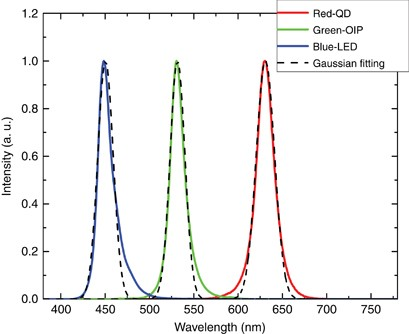 Red-QD
Green-OIP
Blue-LED
Gaussian fitting
Intensity (a. u.)
1.2
1.0
0.8
0.6
0.4
0.2
0.0
400 450 500 550 600 650 700 750
Wavelength (nm)